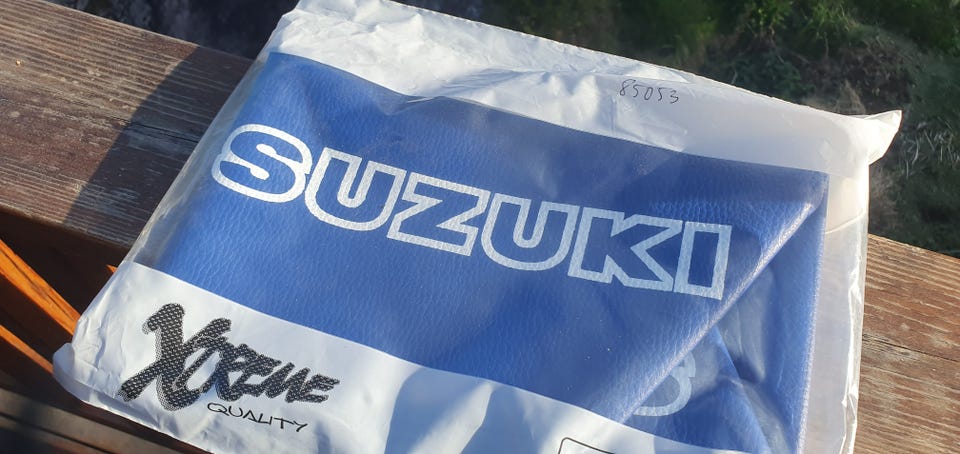 85053
SUZUKI
XTREME
QUALITY